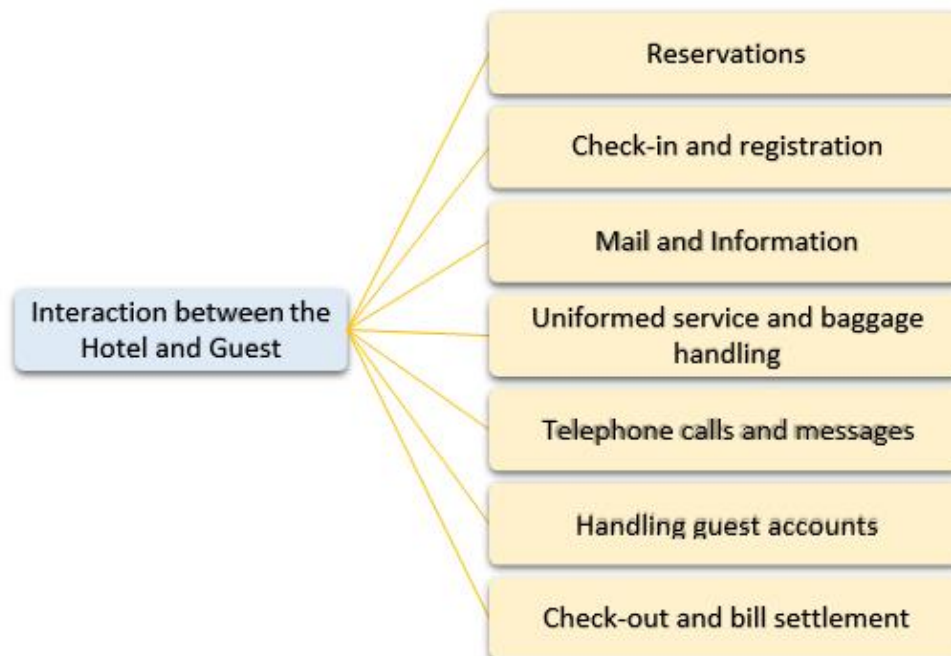 Reservations
Check-in and registration
Mail and Information
Interaction between the
Hotel and Guest
Uniformed service and baggage
handling
Telephone calls and messages
Handling guest accounts
Check-out and bill settlement